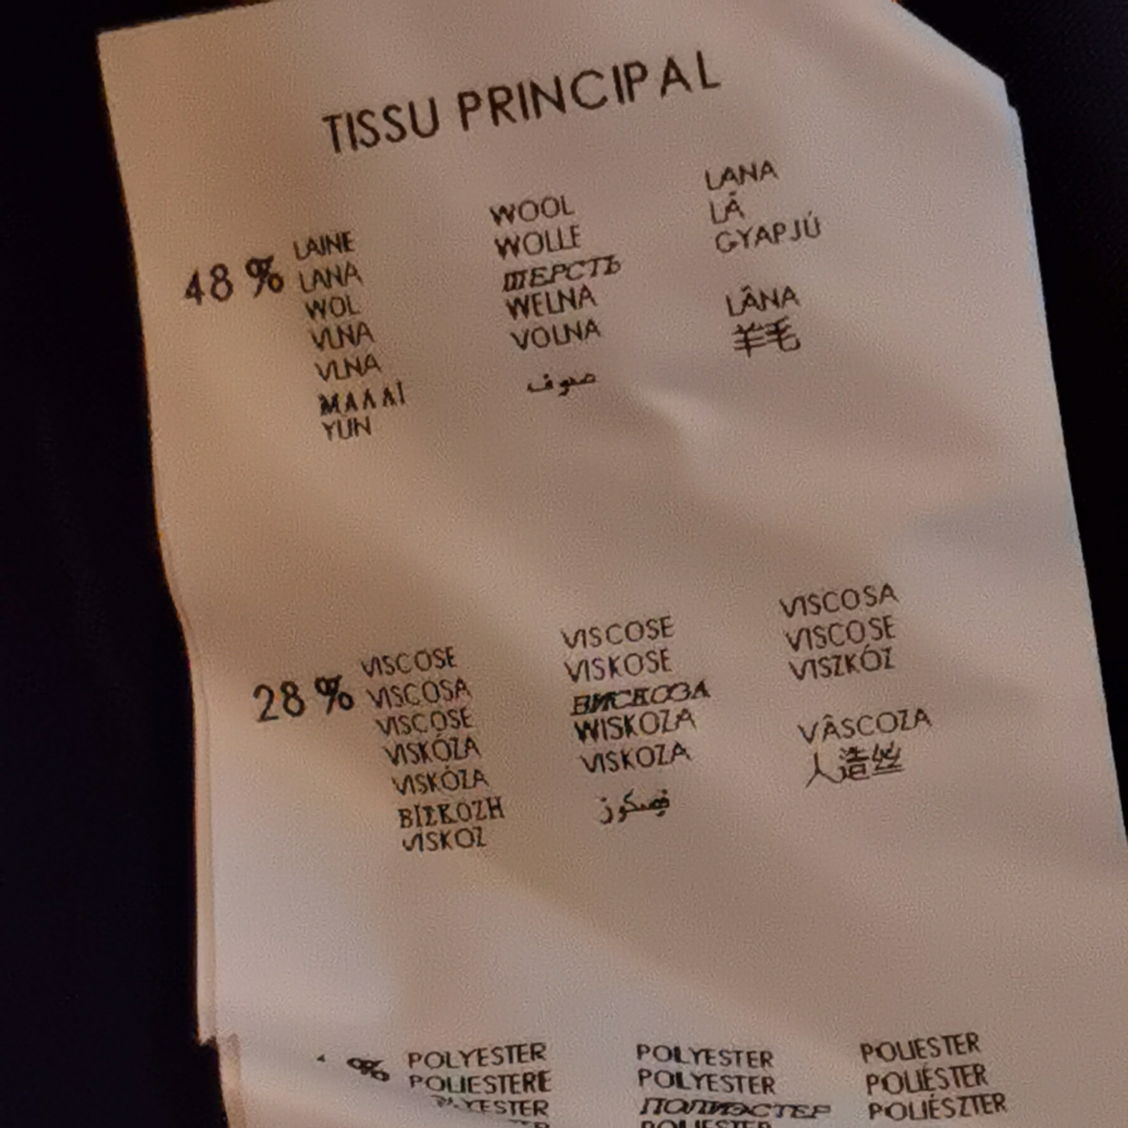 TISSU PRINCIPAL
48 %
LAINE WOOL LANA
LANA WOLLE LÃ
WOL ШЕРСТЬ GYAPJÚ
VLNA WELNA
VLNA VOLNA LÂNA
ΜΑΛΛΙ صوف 羊毛
YÜN
28 %
VISCOSE VISCOSE VISCOSA
VISCOSA VISKOSE VISCOSE
VISCOSE ВИСКОЗА VISZKÓZ
VISKÓZA WISKOZA
VISKÓZA VISKOZA VÂSCOZA
ΒΙΣΚΟΖΗ فيسكوز 人造丝
VISKOZ
% POLYESTER POLYESTER POLIESTER
POLIESTERE POLYESTER POLIÉSTER
ПОЛИЭСТЕР POLIÉSZTER